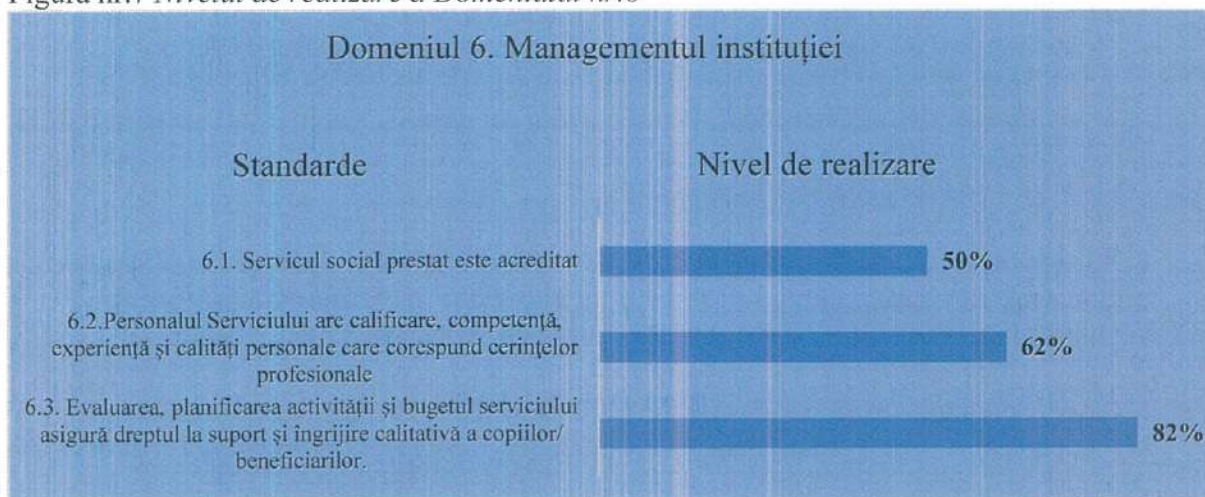 Domeniul 6. Managementul instituției
Standarde
Nivel de realizare
6.1. Servicul social prestat este acreditat
50%
6.2.Personalul Serviciului are calificare, competență,
experiență și calități personale care corespund cerințelor
profesionale
62%
6.3. Evaluarea, planificarea activității și bugetul serviciului
asigură dreptul la suport și îngrijire calitativă a copiilor/
beneficiarilor.
82%